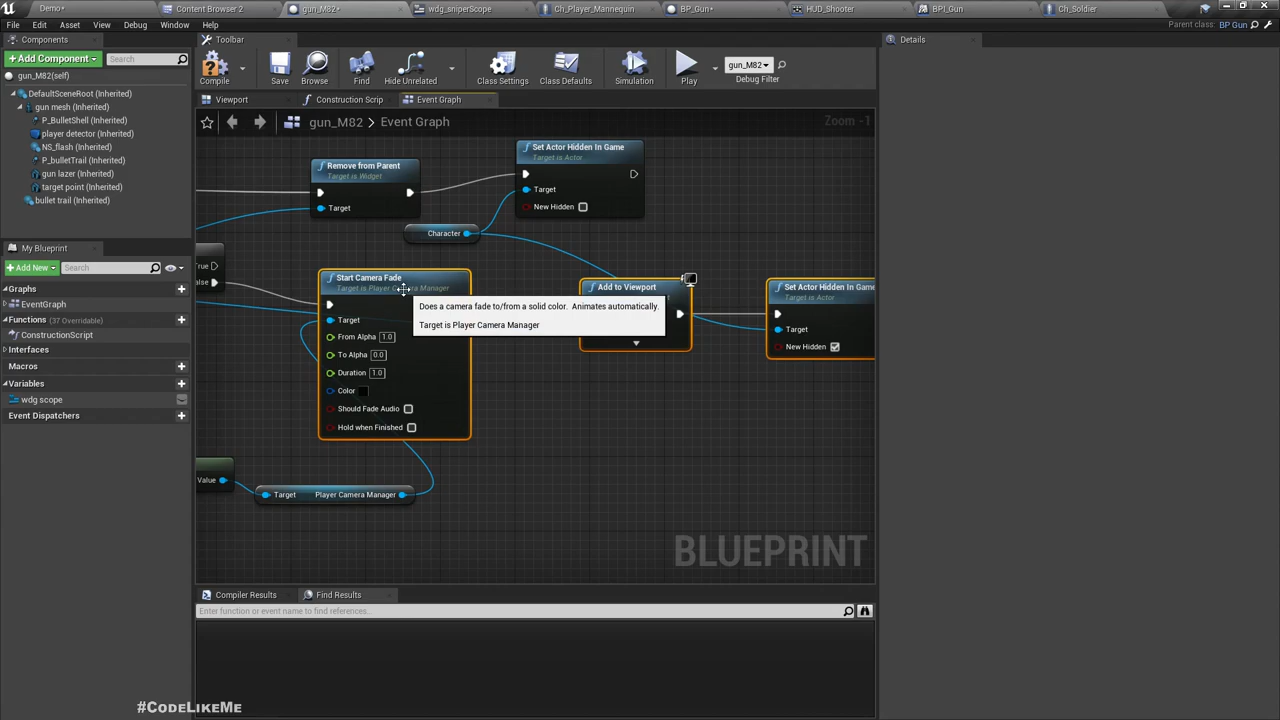 Demo*
Content Browser 2
gun_M82*
wdg_sniperScope
Ch_Player_Mannequin
BP_Gun*
HUD_Shooter
BPI_Gun
Ch_Soldier
File Edit Asset View Debug Window Help
Parent class: BP Gun
Components
Toolbar
Details
+ Add Component
Search
Compile
Save
Browse
Find
Hide Unrelated
Class Settings
Class Defaults
Simulation
Play
gun_M82
Debug Filter
gun_M82(self)
DefaultSceneRoot (Inherited)
gun mesh (Inherited)
P_BulletShell (Inherited)
player detector (Inherited)
NS_flash (Inherited)
P_bulletTrail (Inherited)
gun lazer (Inherited)
target point (Inherited)
bullet trail (Inherited)
Viewport
Construction Scrip
Event Graph
gun_M82 > Event Graph
Zoom -1
My Blueprint
+ Add New
Search
Graphs
EventGraph
Functions (37 Overridable)
ConstructionScript
Interfaces
Macros
Variables
wdg scope
Event Dispatchers
Remove from Parent
Target is Widget
Target
Set Actor Hidden In Game
Target is Actor
Target
New Hidden
Character
True
False
Start Camera Fade
Target is Player Camera Manager
Target
From Alpha 1.0
To Alpha 0.0
Duration 1.0
Color
Should Fade Audio
Hold when Finished
Does a camera fade to/from a solid color. Animates automatically.
Target is Player Camera Manager
Add to Viewport
Set Actor Hidden In Game
Target is Actor
Target
New Hidden
Value
Target Player Camera Manager
BLUEPRINT
Compiler Results
Find Results
Enter function or event name to find references...
#CodeLikeMe